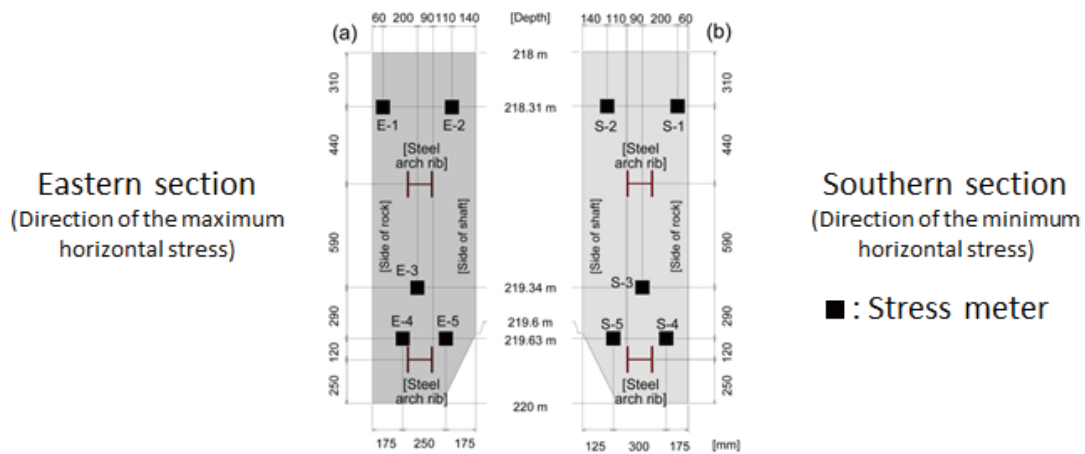 60 200 90 110 140
[Depth]
140 110 90 200 60
(a)
(b)
218 m
310
310
218.31 m
E-1
E-2
S-2
S-1
440
440
[Steel
arch rib]
[Steel
arch rib]
Eastern section
(Direction of the maximum
horizontal stress)
Southern section
(Direction of the minimum
horizontal stress)
[Side of rock]
[Side of shaft]
[Side of shaft]
[Side of rock]
590
590
E-3
S-3
219.34 m
■ : Stress meter
290
290
E-4
E-5
219.6 m
S-5
S-4
219.63 m
120
120
[Steel
arch rib]
[Steel
arch rib]
250
250
220 m
175 250 175
125 300 175 [mm]